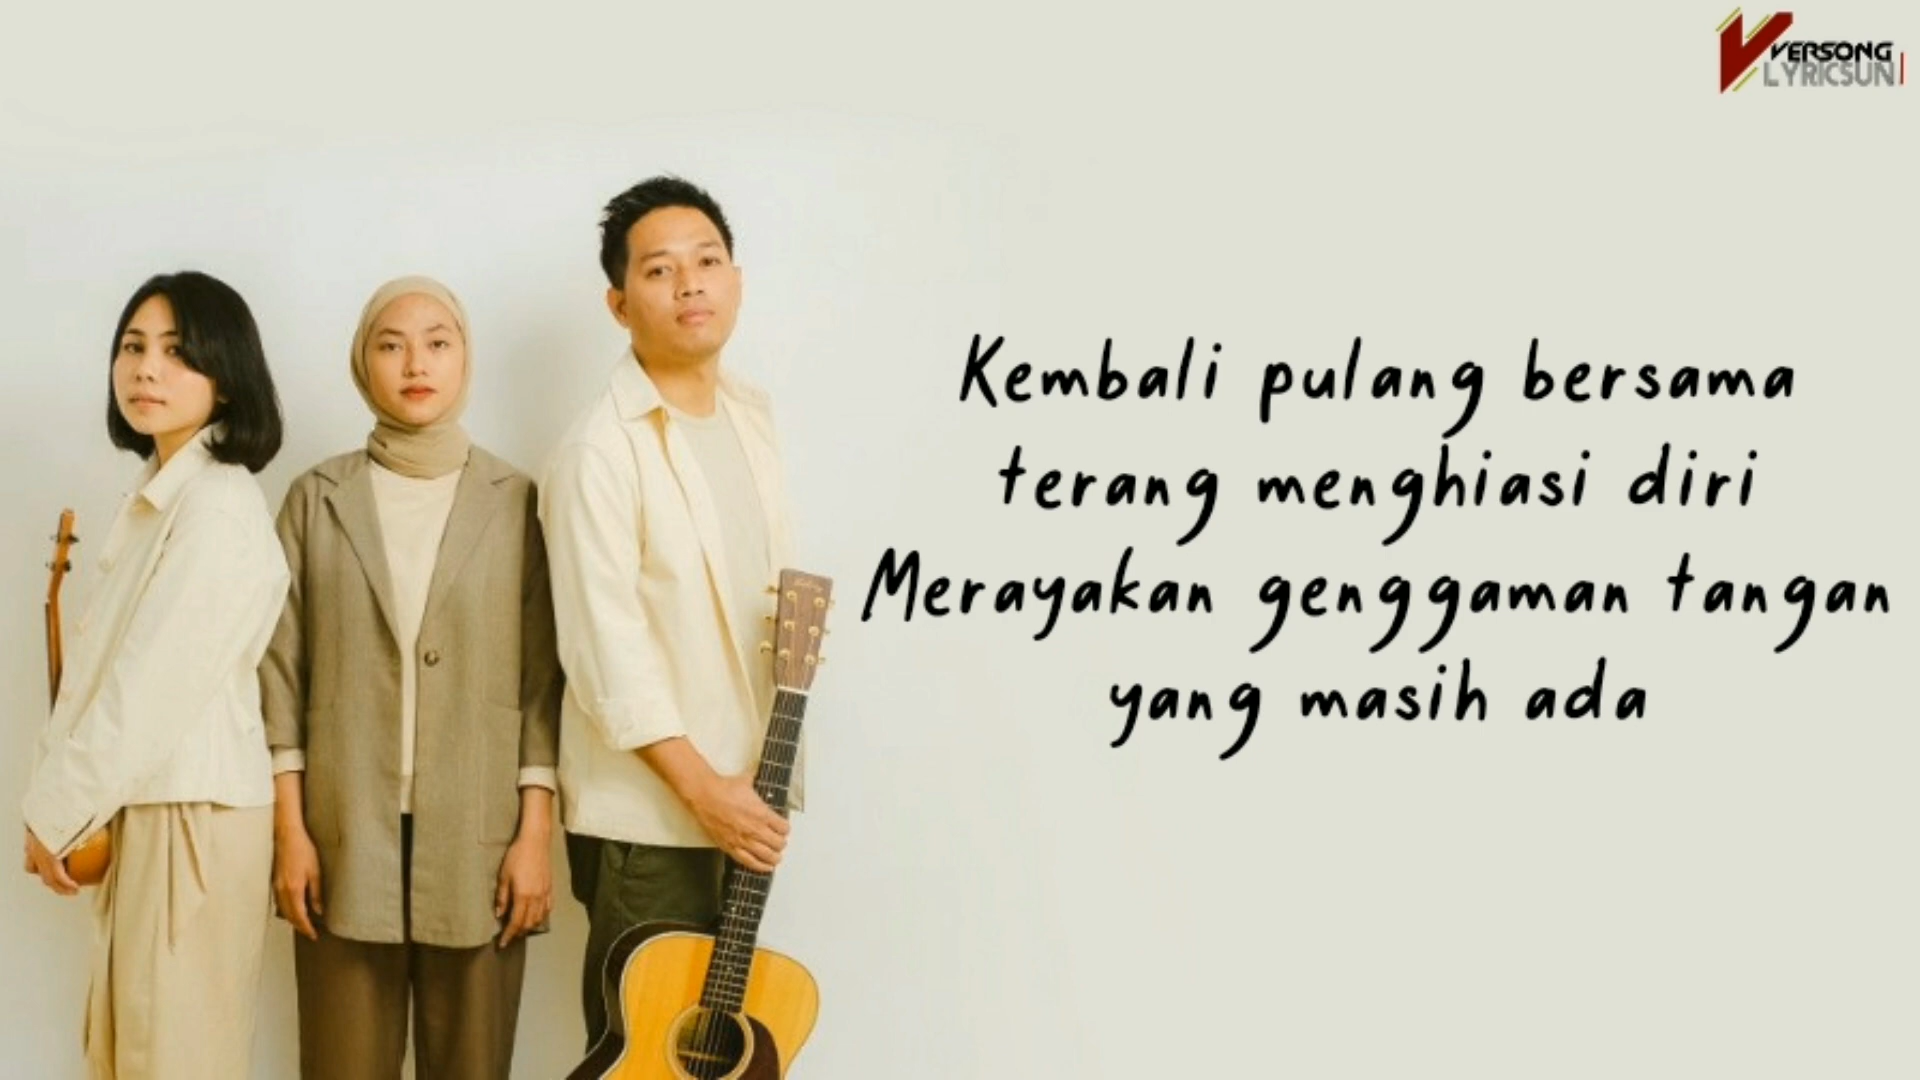 VERSONG
LYRICSUN
Kembali pulang bersama
terang menghiasi diri
Merayakan genggaman tangan
yang masih ada